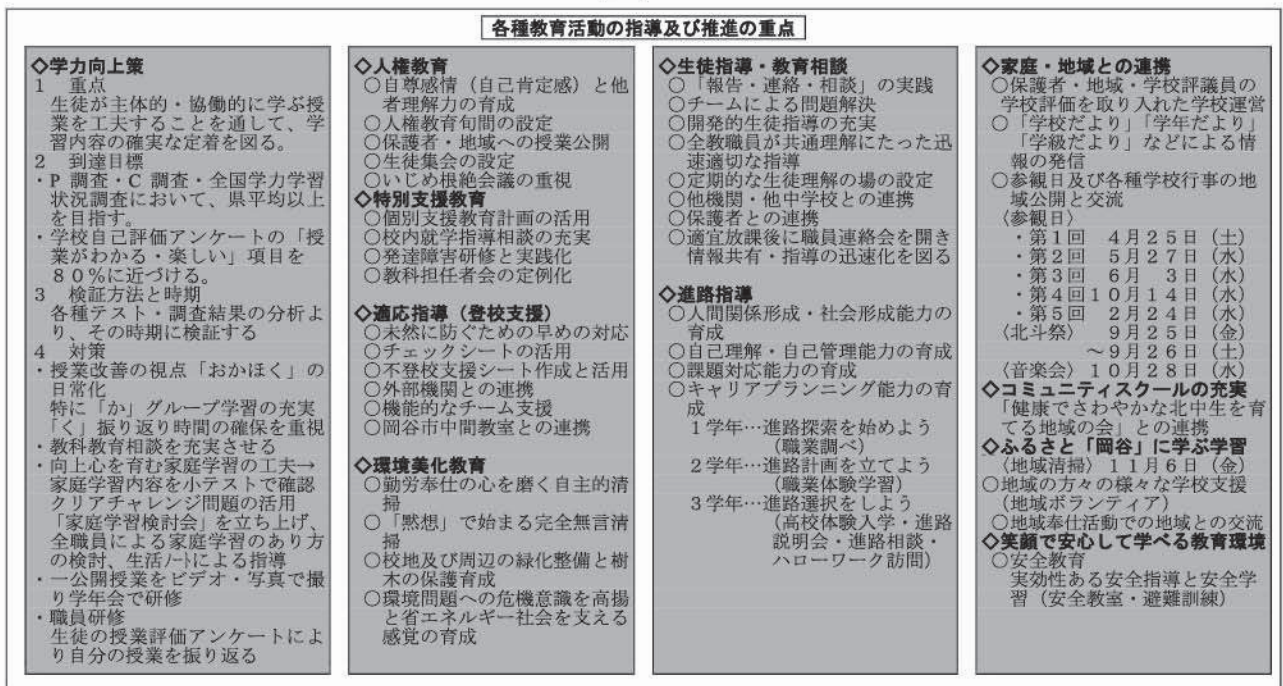 各種教育活動の指導及び推進の重点
◇学力向上策
1　重点
生徒が主体的・協働的に学ぶ授
業を工夫することを通して、学
習内容の確実な定着を図る。
2　到達目標
・P 調査・C 調査・全国学力学習
状況調査において、県平均以上
を目指す。
・学校自己評価アンケートの「授
業がわかる・楽しい」項目を
80％に近づける。
3　検証方法と時期
各種テスト・調査結果の分析よ
り、その時期に検証する
4　対策
・授業改善の視点「おかほく」の
日常化
特に「か」グループ学習の充実
「く」振り返り時間の確保を重視
・教科教育相談を充実させる
・向上心を育む家庭学習の工夫→
家庭学習内容を小テストで確認
クリアチャレンジ問題の活用
「家庭学習検討会」を立ち上げ、
全職員による家庭学習のあり方
の検討、生活ノートによる指導
・一公開授業をビデオ・写真で撮
り学年会で研修
・職員研修
生徒の授業評価アンケートによ
り自分の授業を振り返る
◇人権教育
○自尊感情（自己肯定感）と他
者理解力の育成
○人権教育旬間の設定
○保護者・地域への授業公開
○生徒集会の設定
○いじめ根絶会議の重視
◇特別支援教育
○個別支援教育計画の活用
○校内就学指導相談の充実
○発達障害研修と実践化
○教科担任者会の定例化
◇適応指導（登校支援）
○未然に防ぐための早めの対応
○チェックシートの活用
○不登校支援シート作成と活用
○外部機関との連携
○機能的なチーム支援
○岡谷市中間教室との連携
◇環境美化教育
○勤労奉仕の心を磨く自主的清
掃
○「黙想」で始まる完全無言清
掃
○校地及び周辺の緑化整備と樹
木の保護育成
○環境問題への危機意識を高揚
と省エネルギー社会を支える
感覚の育成
◇生徒指導・教育相談
○「報告・連絡・相談」の実践
○チームによる問題解決
○開発的生徒指導の充実
○全教職員が共通理解にたった迅
速適切な指導
○定期的な生徒理解の場の設定
○他機関・他中学校との連携
○保護者との連携
○適宜放課後に職員連絡会を開き
情報共有・指導の迅速化を図る
◇進路指導
○人間関係形成・社会形成能力の
育成
○自己理解・自己管理能力の育成
○課題対応能力の育成
○キャリアプランニング能力の育
成
1学年…進路探索を始めよう
（職業調べ）
2学年…進路計画を立てよう
（職業体験学習）
3学年…進路選択をしよう
（高校体験入学・進路
説明会・進路相談・
ハローワーク訪問）
◇家庭・地域との連携
○保護者・地域・学校評議員の
学校評価を取り入れた学校運営
○「学校だより」「学年だより」
「学級だより」などによる情
報の発信
○参観日及び各種学校行事の地
域公開と交流
〈参観日〉
・第1回　4月25日（土）
・第2回　5月27日（水）
・第3回　6月　3日（水）
・第4回10月14日（水）
・第5回　2月24日（水）
〈北斗祭〉　9月25日（金）
～9月26日（土）
〈音楽会〉10月28日（水）
◇コミュニティスクールの充実
「健康でさわやかな北中生を育
てる地域の会」との連携
◇ふるさと「岡谷」に学ぶ学習
〈地域清掃〉11月6日（金）
○地域の方々の様々な学校支援
（地域ボランティア）
○地域奉仕活動での地域との交流
◇笑顔で安心して学べる教育環境
○安全教育
実効性ある安全指導と安全学
習（安全教室・避難訓練）